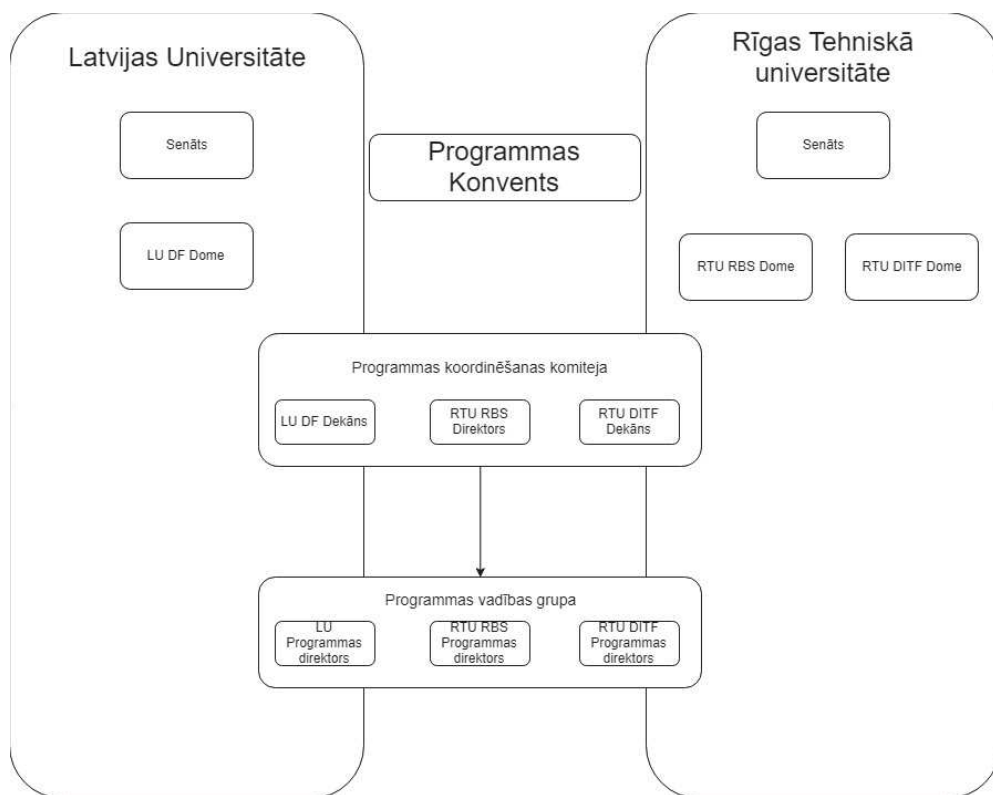 Latvijas Universitāte
Rīgas Tehniskā
universitāte
Senāts
Programmas
Konvents
Senāts
LU DF Dome
RTU RBS Dome
RTU DITF Dome
Programmas koordinēšanas komiteja
LU DF Dekāns
RTU RBS
Direktors
RTU DITF
Dekāns
Programmas vadības grupa
LU
Programmas
direktors
RTU RBS
Programmas
direktors
RTU DITF
Programmas
direktors